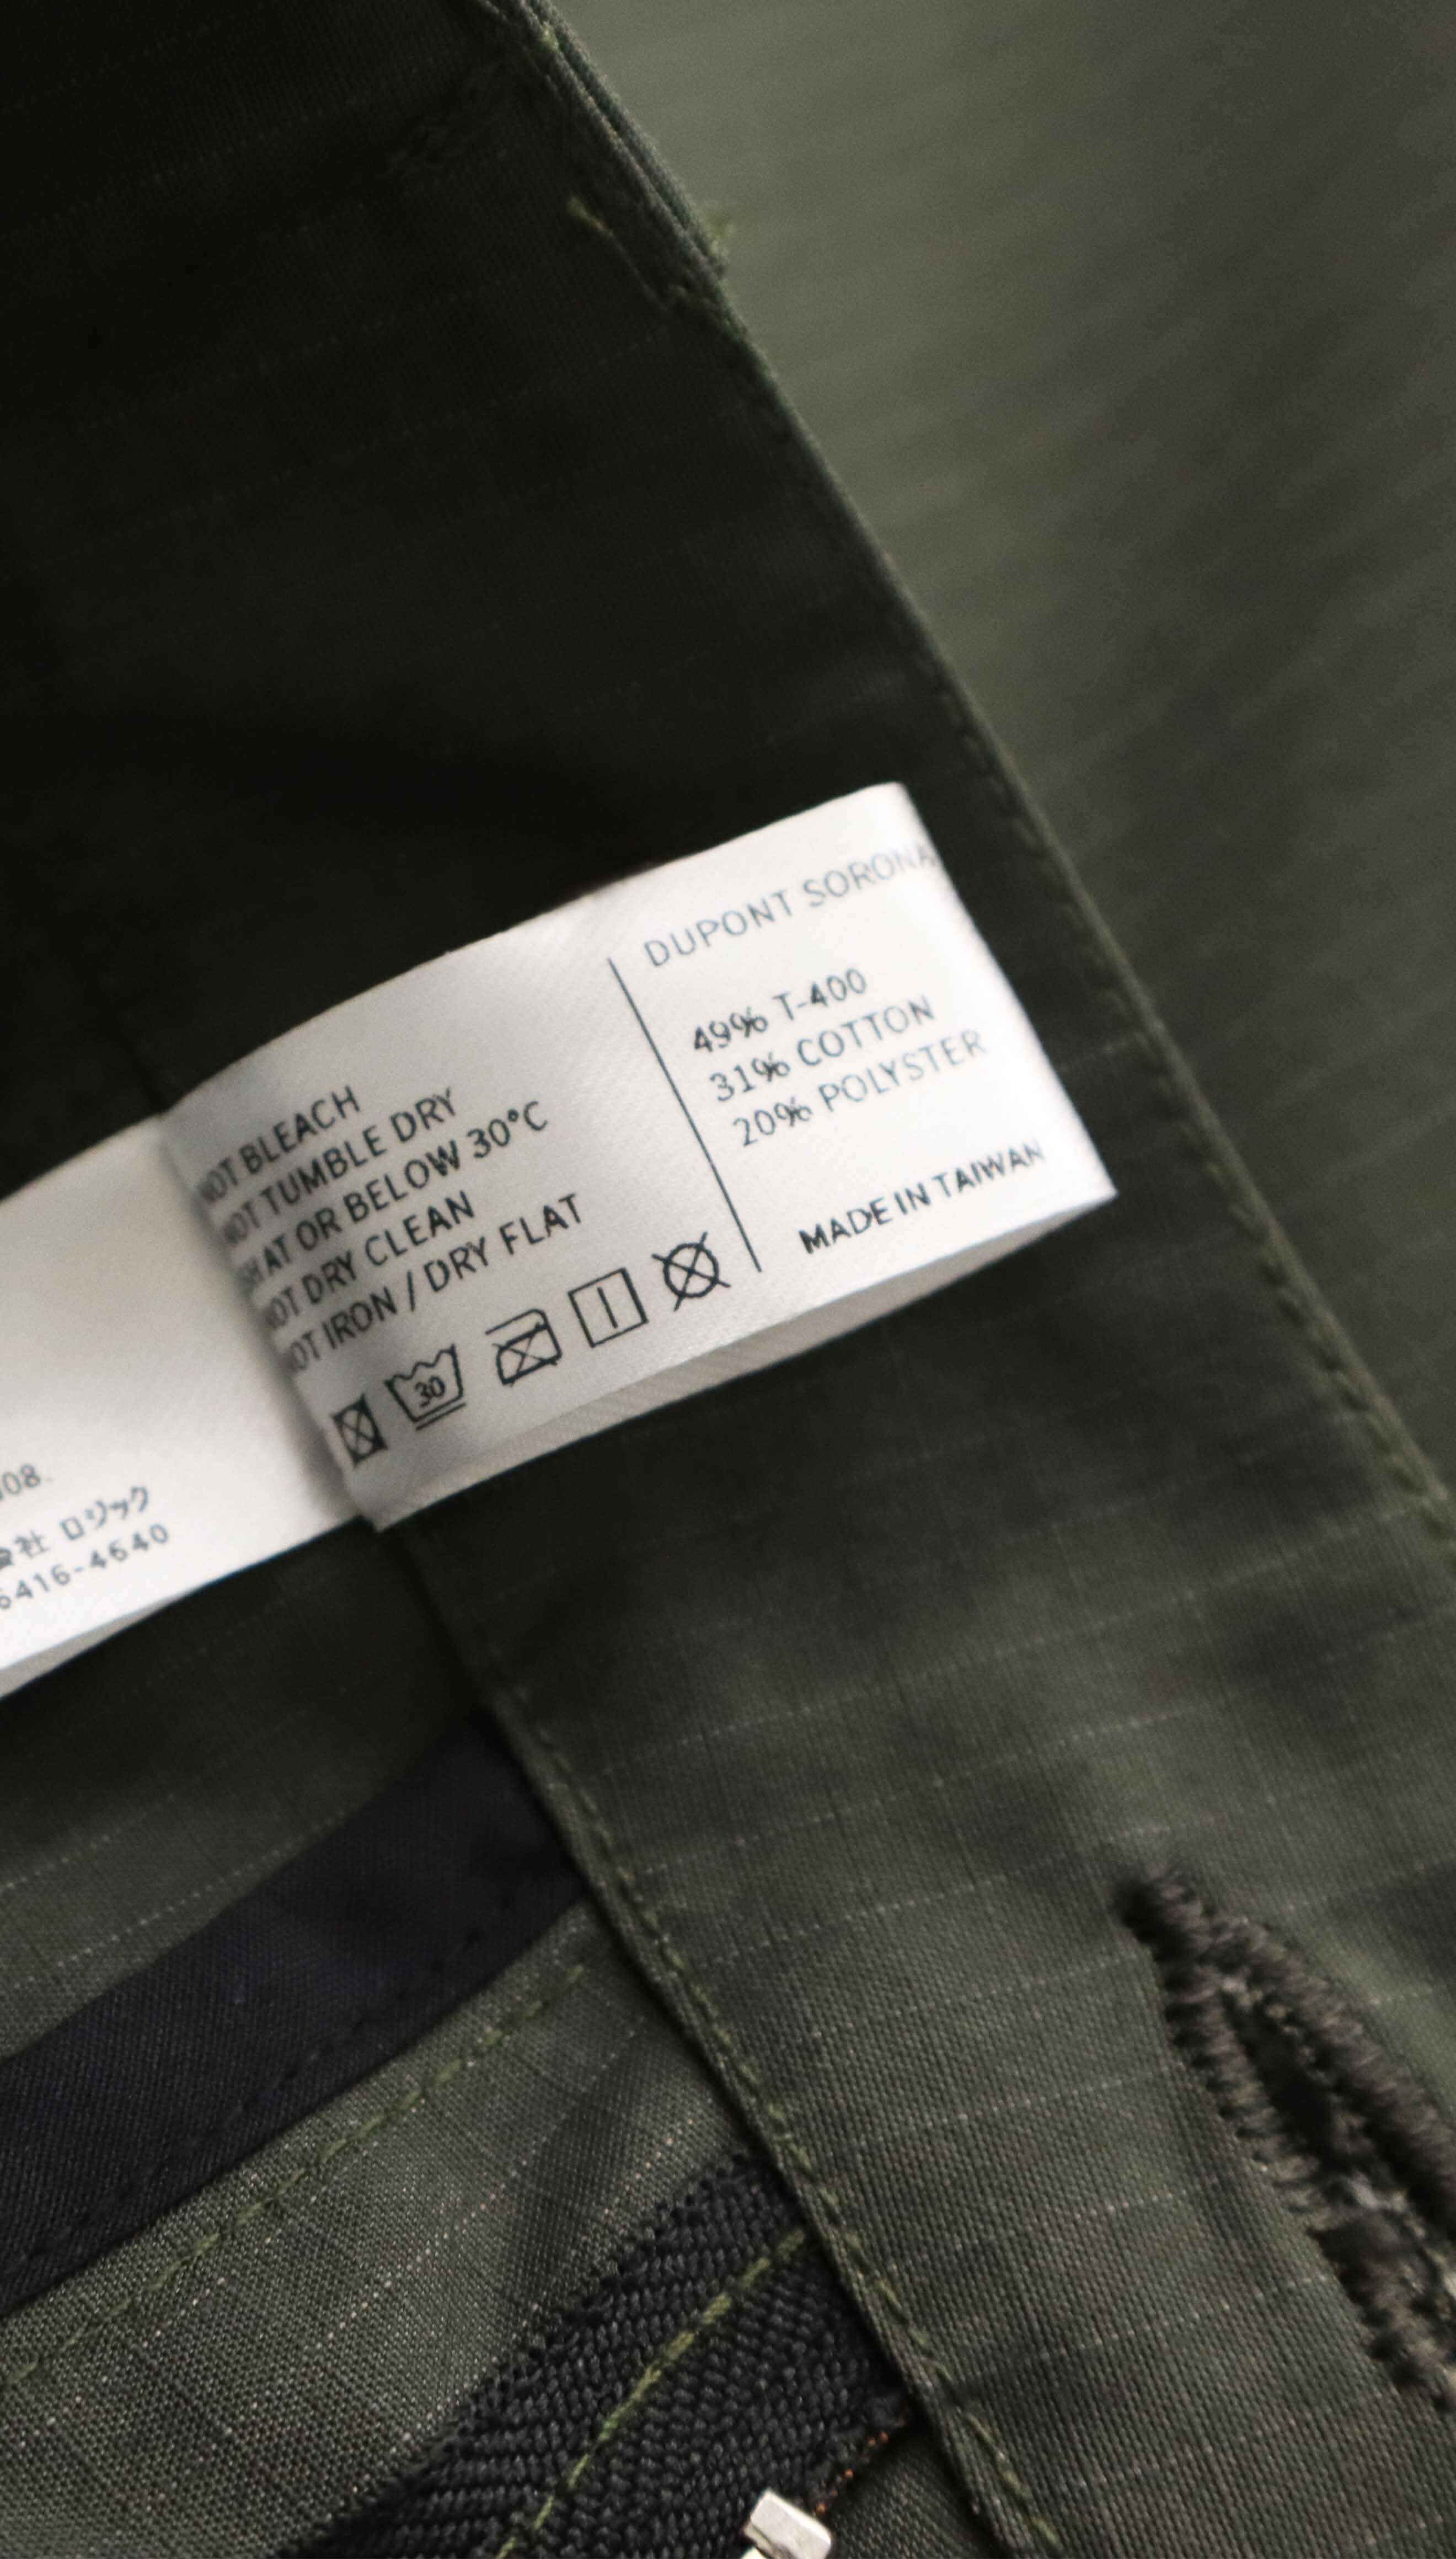 NOT BLEACH
NOT TUMBLE DRY
AT OR BELOW 30°C
NOT DRY CLEAN
NOT IRON / DRY FLAT
30
DUPONT SORONA
49% T-400
31% COTTON
20% POLYSTER
MADE IN TAIWAN
08.
社 ロジック
6416-4640